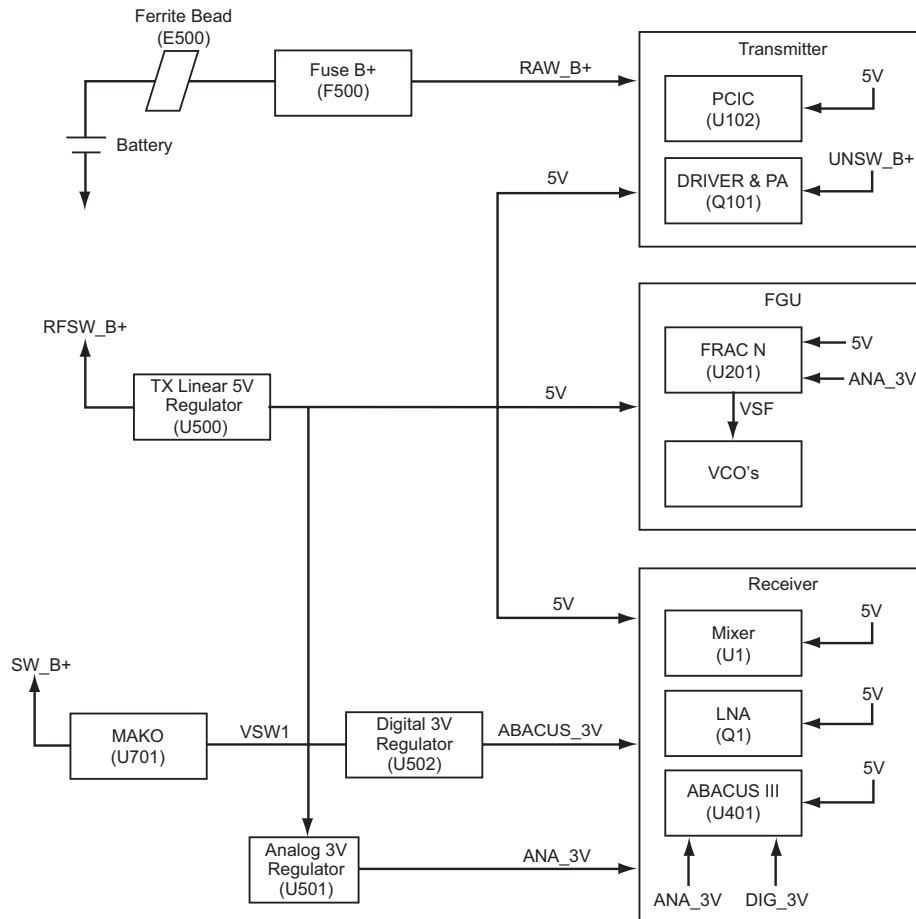 Ferrite Bead
(E500)
Fuse B+
(F500)
RAW_B+
Battery
Transmitter
PCIC
(U102)
5V
UNSW_B+
DRIVER & PA
(Q101)
5V
FGU
RFSW_B+
TX Linear 5V
Regulator
(U500)
5V
FRAC N
(U201)
5V
ANA_3V
VSF
VCO's
Receiver
5V
Mixer
(U1)
5V
SW_B+
MAKO
(U701)
VSW1
Digital 3V
Regulator
(U502)
ABACUS_3V
LNA
(Q1)
5V
ABACUS III
(U401)
5V
Analog 3V
Regulator
(U501)
ANA_3V
ANA_3V
DIG_3V